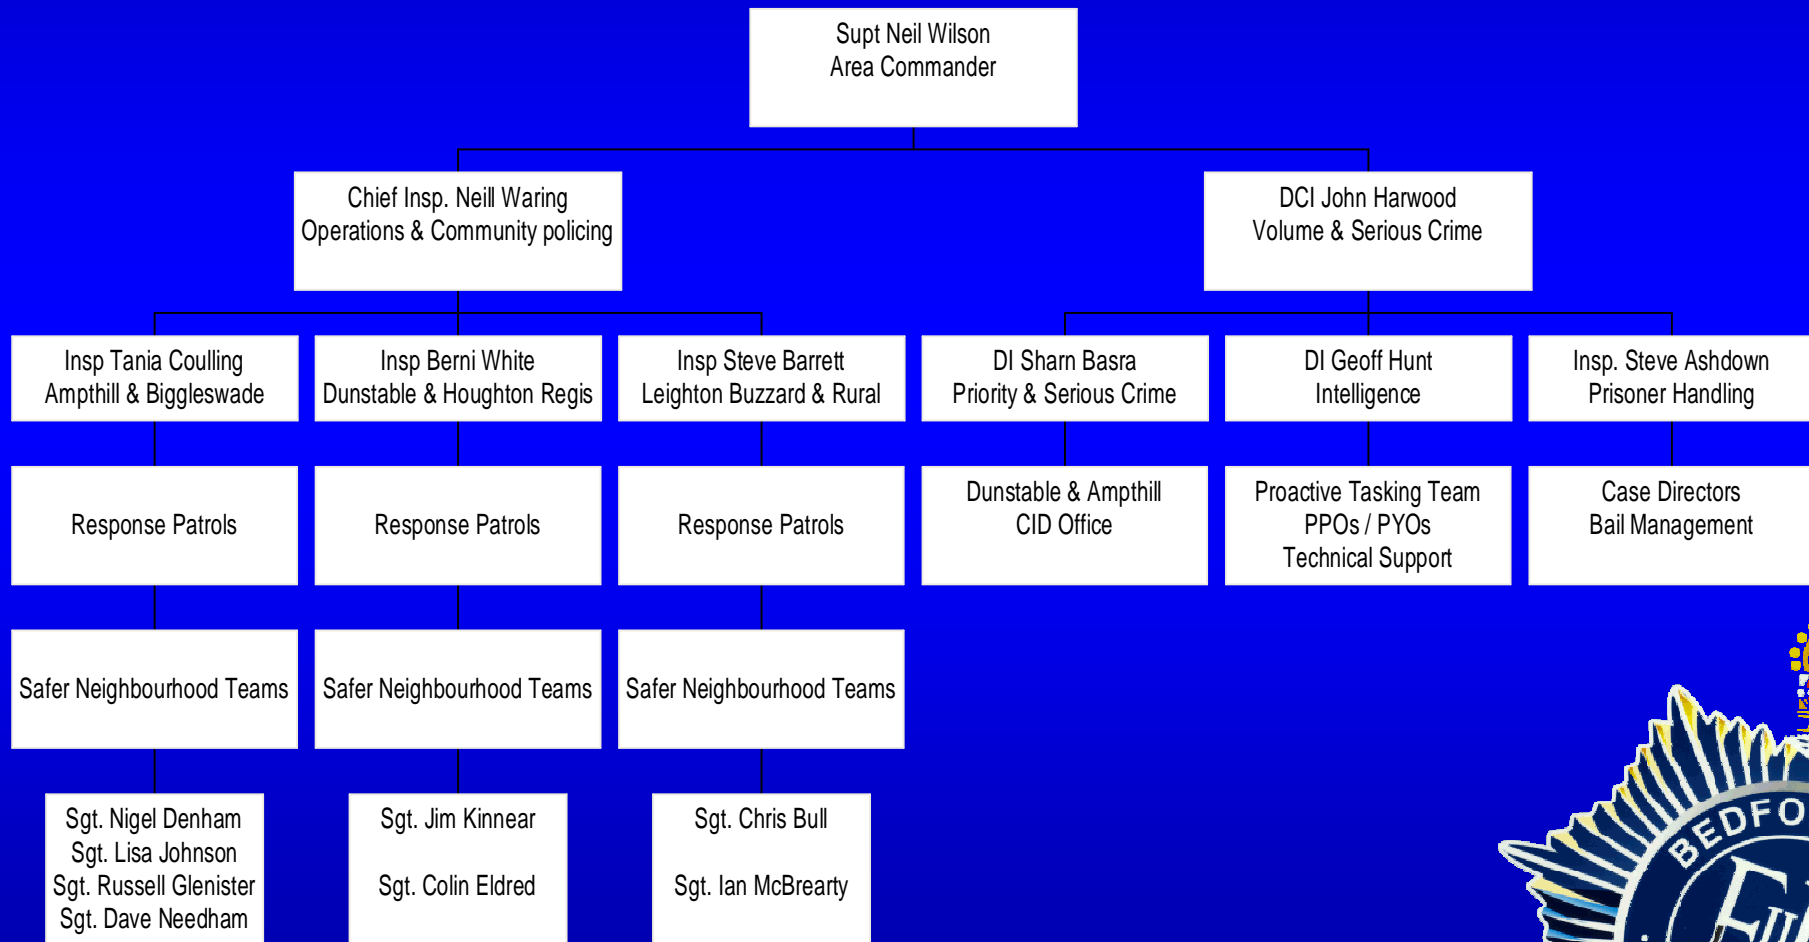 Supt Neil Wilson
Area Commander
Chief Insp. Neill Waring
Operations & Community policing
DCI John Harwood
Volume & Serious Crime
Insp Tania Coulling
Ampthill & Biggleswade
Insp Berni White
Dunstable & Houghton Regis
Insp Steve Barrett
Leighton Buzzard & Rural
DI Sharn Basra
Priority & Serious Crime
DI Geoff Hunt
Intelligence
Insp. Steve Ashdown
Prisoner Handling
Response Patrols
Response Patrols
Response Patrols
Dunstable & Ampthill
CID Office
Proactive Tasking Team
PPOs / PYOs
Technical Support
Case Directors
Bail Management
Safer Neighbourhood Teams
Safer Neighbourhood Teams
Safer Neighbourhood Teams
Sgt. Nigel Denham
Sgt. Lisa Johnson
Sgt. Russell Glenister
Sgt. Dave Needham
Sgt. Jim Kinnear
Sgt. Colin Eldred
Sgt. Chris Bull
Sgt. Ian McBrearty
BEDFO